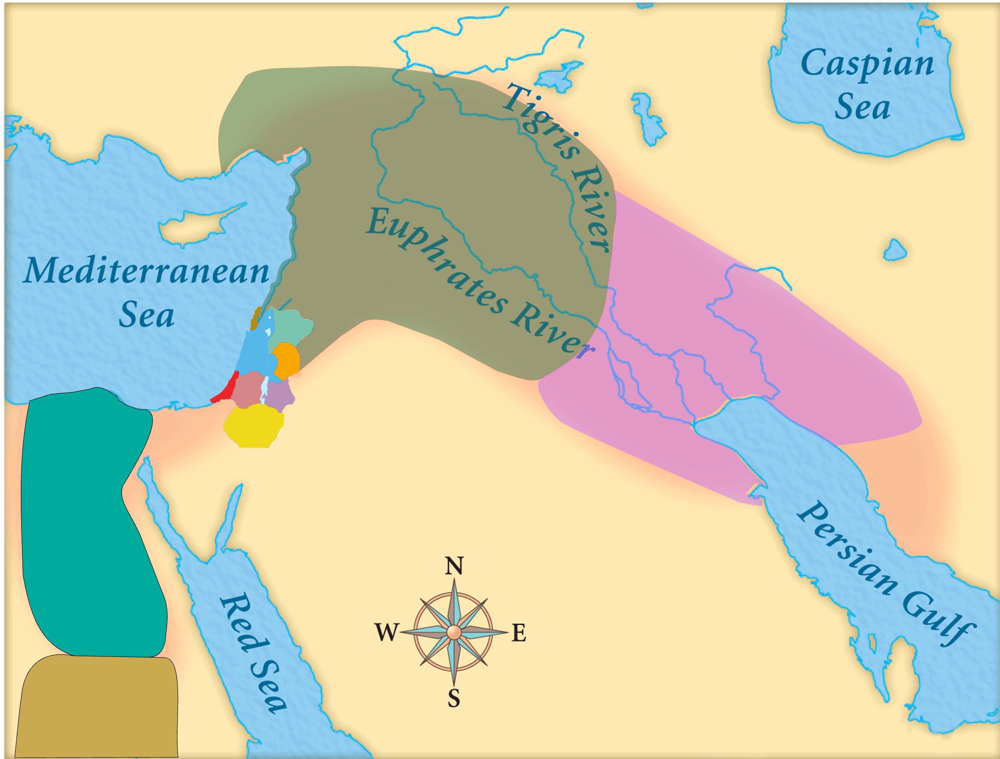 Caspian
Sea
Tigris River
Euphrates River
Mediterranean
Sea
Persian Gulf
Red Sea
N
W
E
S